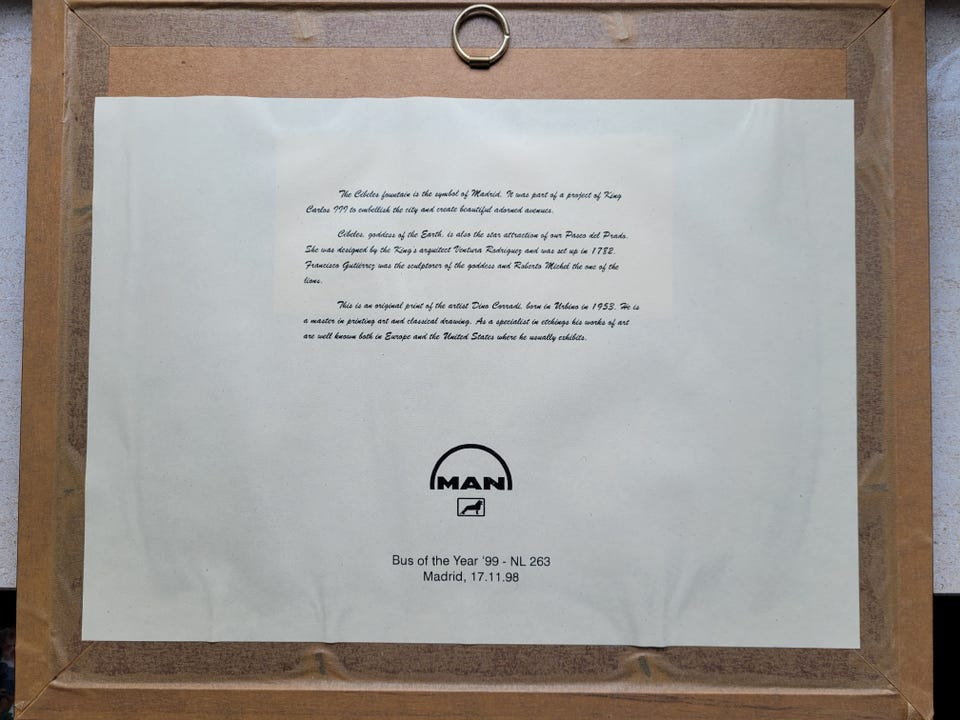 The Cibeles fountain is the symbol of Madrid. It was part of a project of King
Carlos III to embellish the city and create beautiful adorned avenues.
Cibeles, goddess of the Earth, is also the star attraction of our Paseo del Prado.
She was designed by the King's arquitect Ventura Rodriguez and was set up in 1782.
Francisco Gutiérrez was the sculptorer of the goddess and Roberto Michel the one of the
lions.
This is an original print of the artist Dino Corradi, born in Urbino in 1953. He is
a master in printing art and classical drawing. As a specialist in etchings his works of art
are well known both in Europe and the United States where he usually exhibits.
MAN
Bus of the Year '99 - NL 263
Madrid, 17.11.98